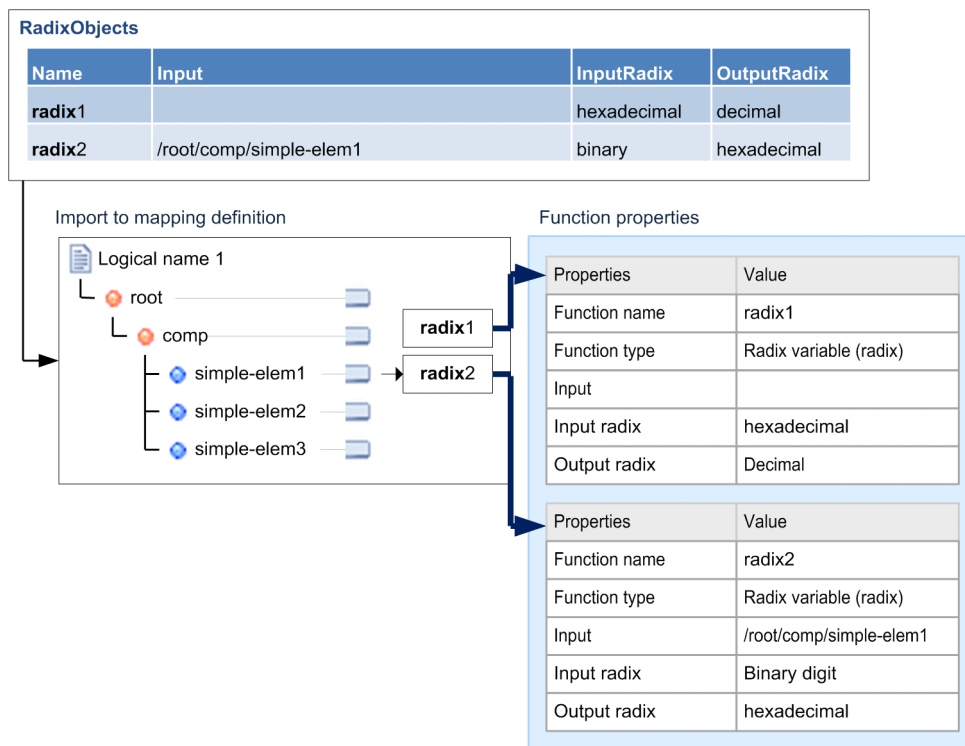 RadixObjects
Name Input InputRadix OutputRadix
radix1 hexadecimal decimal
radix2 /root/comp/simple-elem1 binary hexadecimal
Import to mapping definition
Logical name 1
root
comp
simple-elem1
simple-elem2
simple-elem3
radix1
radix2
Function properties
Properties Value
Function name radix1
Function type Radix variable (radix)
Input
Input radix hexadecimal
Output radix Decimal
Properties Value
Function name radix2
Function type Radix variable (radix)
Input /root/comp/simple-elem1
Input radix Binary digit
Output radix hexadecimal